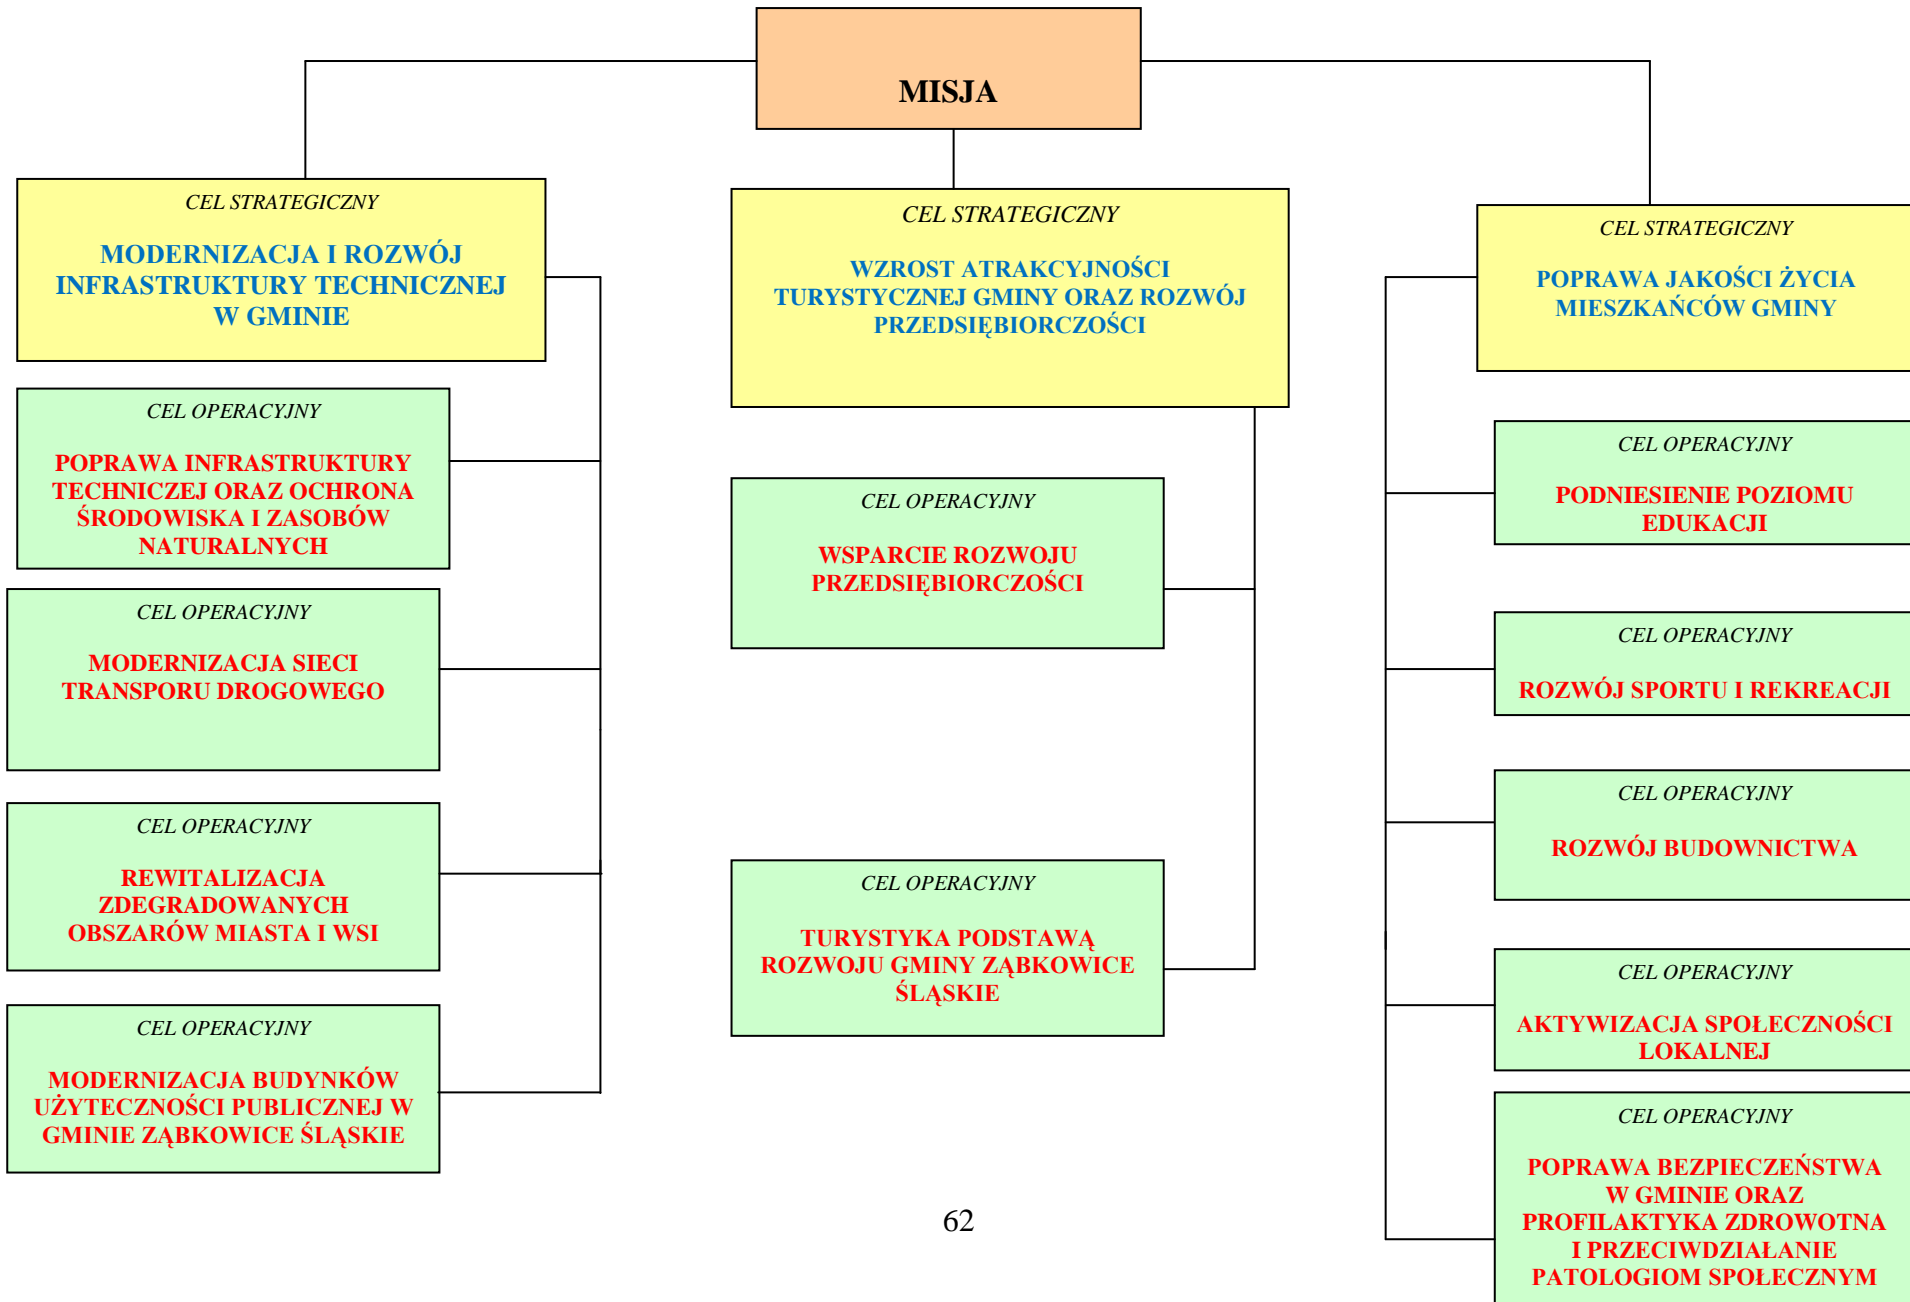 MISJA
CEL STRATEGICZNY
MODERNIZACJA I ROZWÓJ
INFRASTRUKTURY TECHNICZNEJ
W GMINIE
CEL OPERACYJNY
POPRAWA INFRASTRUKTURY
TECHNICZEJ ORAZ OCHRONA
ŚRODOWISKA I ZASOBÓW
NATURALNYCH
CEL OPERACYJNY
MODERNIZACJA SIECI
TRANSPORU DROGOWEGO
CEL OPERACYJNY
REWITALIZACJA
ZDEGRADOWANYCH
OBSZARÓW MIASTA I WSI
CEL OPERACYJNY
MODERNIZACJA BUDYNKÓW
UŻYTECZNOŚCI PUBLICZNEJ W
GMINIE ZĄBKOWICE ŚLĄSKIE
CEL STRATEGICZNY
WZROST ATRAKCYJNOŚCI
TURYSTYCZNEJ GMINY ORAZ ROZWÓJ
PRZEDSIĘBIORCZOŚCI
CEL OPERACYJNY
WSPARCIE ROZWOJU
PRZEDSIĘBIORCZOŚCI
CEL OPERACYJNY
TURYSTYKA PODSTAWĄ
ROZWOJU GMINY ZĄBKOWICE
ŚLĄSKIE
CEL STRATEGICZNY
POPRAWA JAKOŚCI ŻYCIA
MIESZKAŃCÓW GMINY
CEL OPERACYJNY
PODNIESIENIE POZIOMU
EDUKACJI
CEL OPERACYJNY
ROZWÓJ SPORTU I REKREACJI
CEL OPERACYJNY
ROZWÓJ BUDOWNICTWA
CEL OPERACYJNY
AKTYWIZACJA SPOŁECZNOŚCI
LOKALNEJ
CEL OPERACYJNY
POPRAWA BEZPIECZEŃSTWA
W GMINIE ORAZ
PROFILAKTYKA ZDROWOTNA
I PRZECIWDZIAŁANIE
PATOLOGIOM SPOŁECZNYM
62